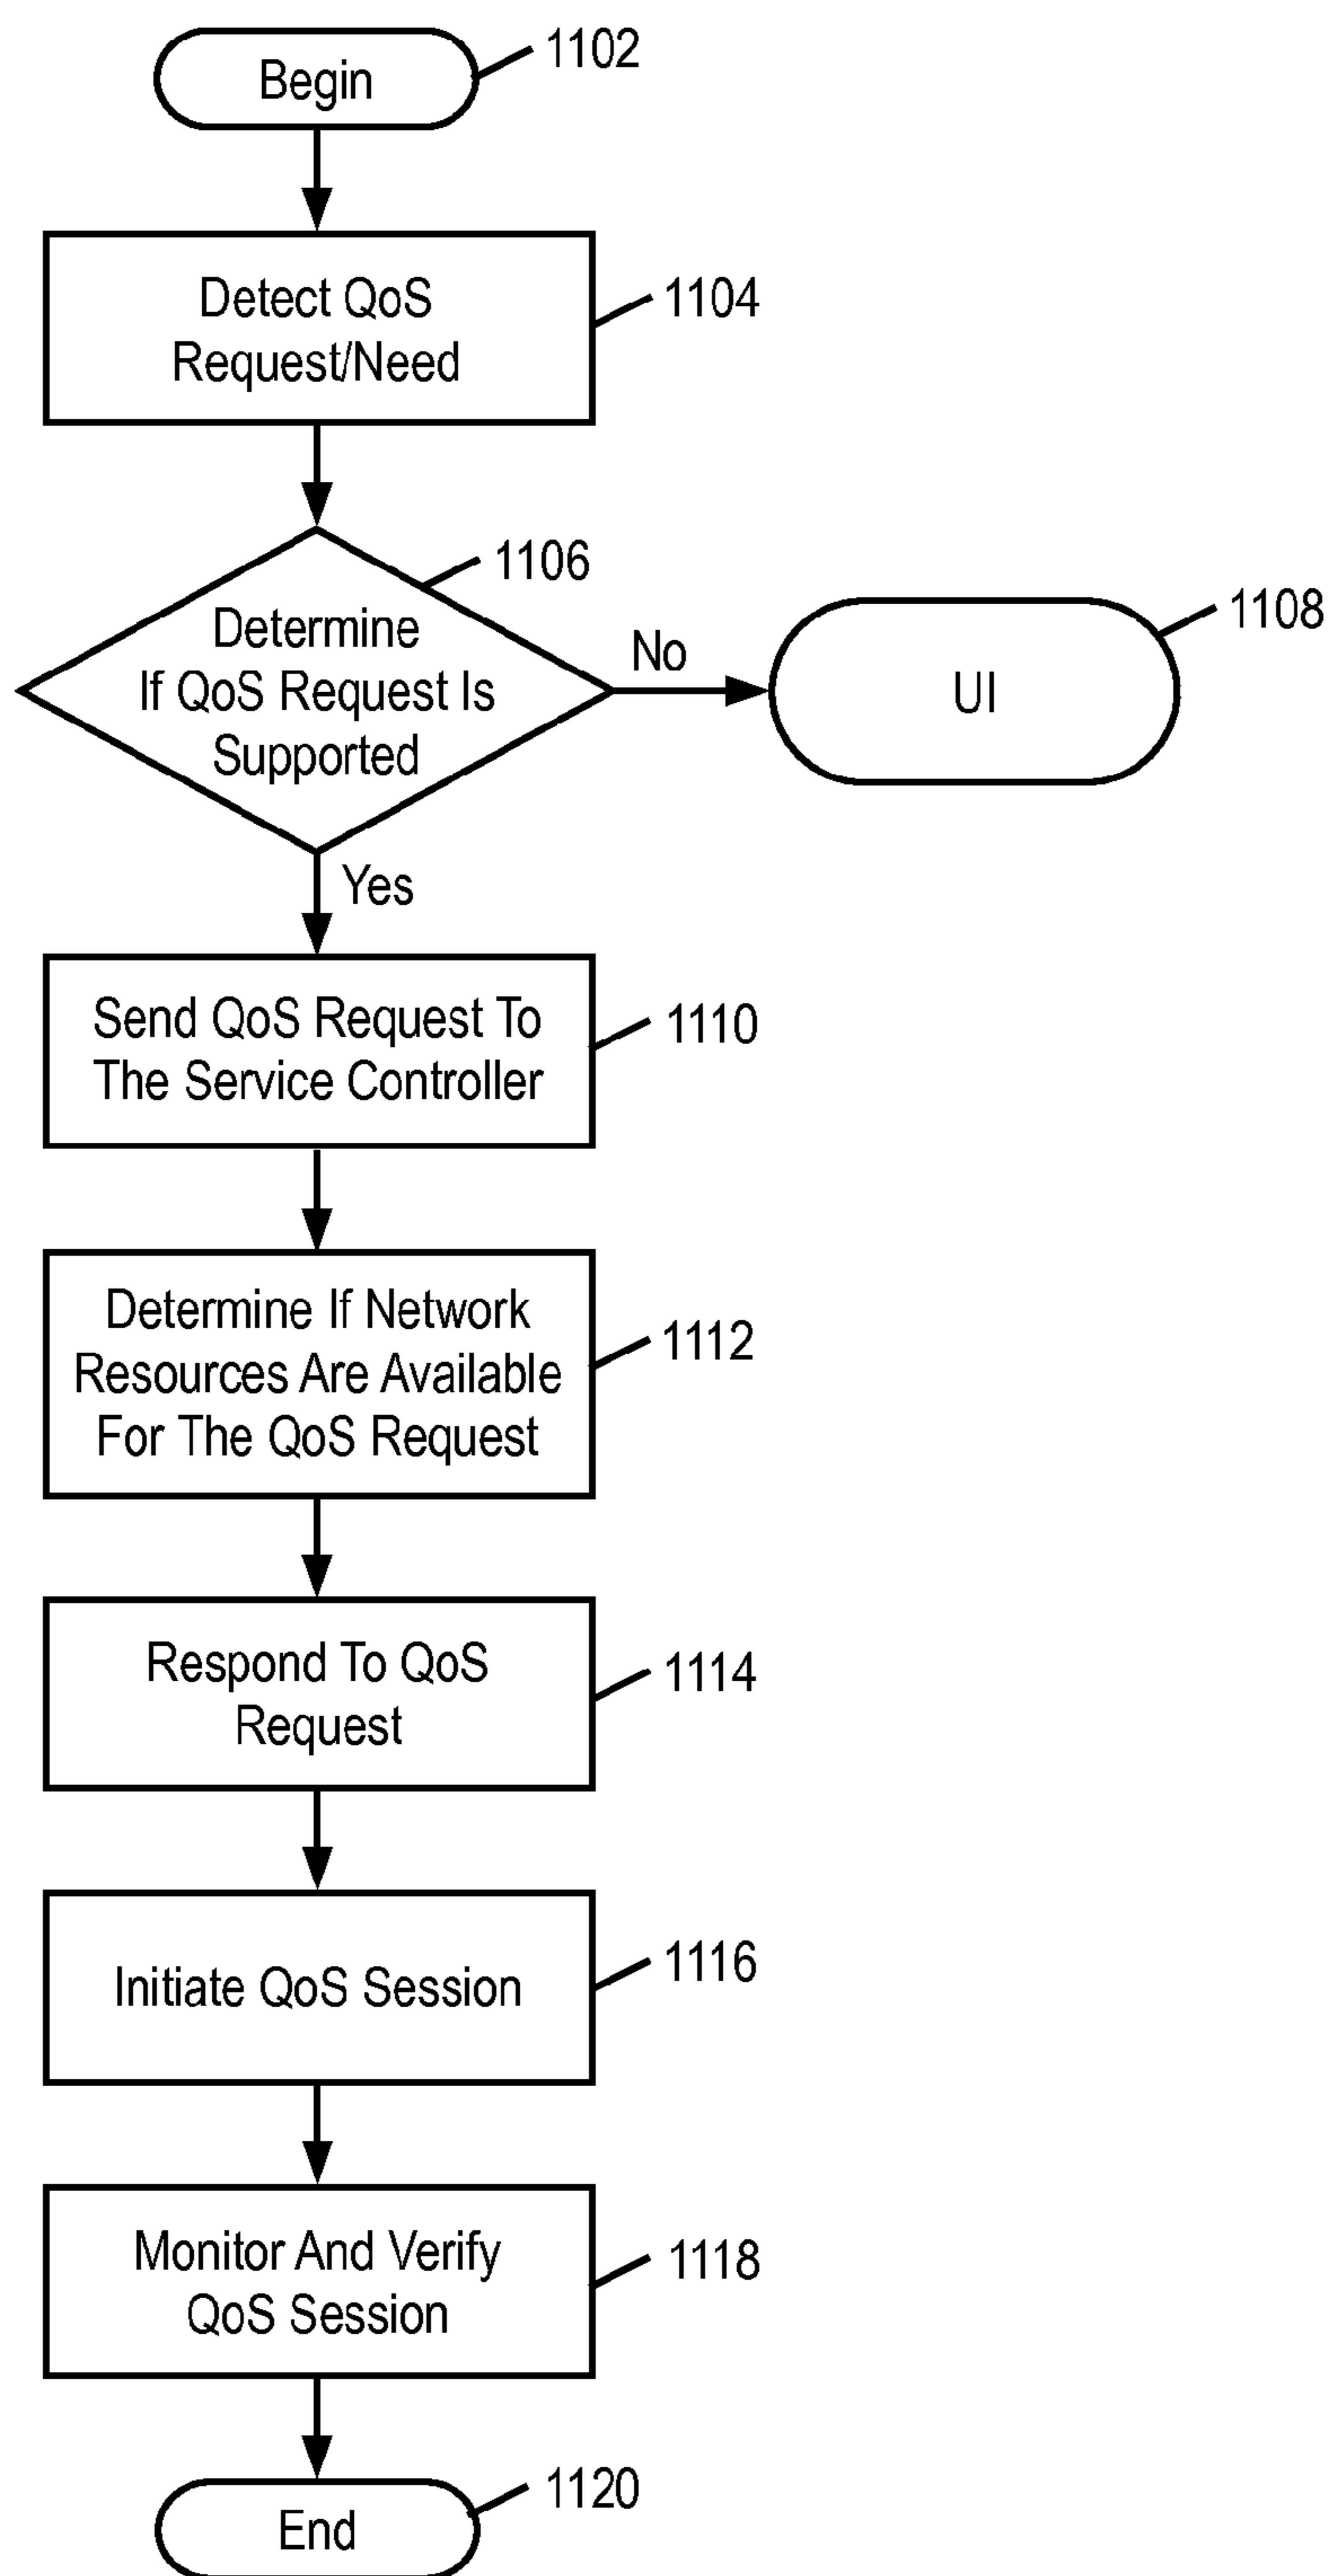 Begin
1102
Detect QoS
Request/Need
1104
1106
Determine
If QoS Request Is
Supported
No
UI
1108
Yes
Send QoS Request To
The Service Controller
1110
Determine If Network
Resources Are Available
For The QoS Request
1112
Respond To QoS
Request
1114
Initiate QoS Session
1116
Monitor And Verify
QoS Session
1118
End
1120